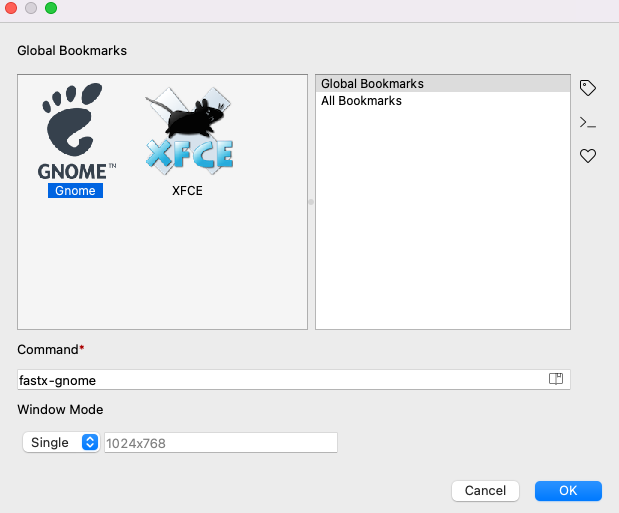 Global Bookmarks
GNOME™
Gnome
XFCE
XFCE
Global Bookmarks
All Bookmarks
Command*
fastx-gnome
Window Mode
Single
1024x768
Cancel
OK